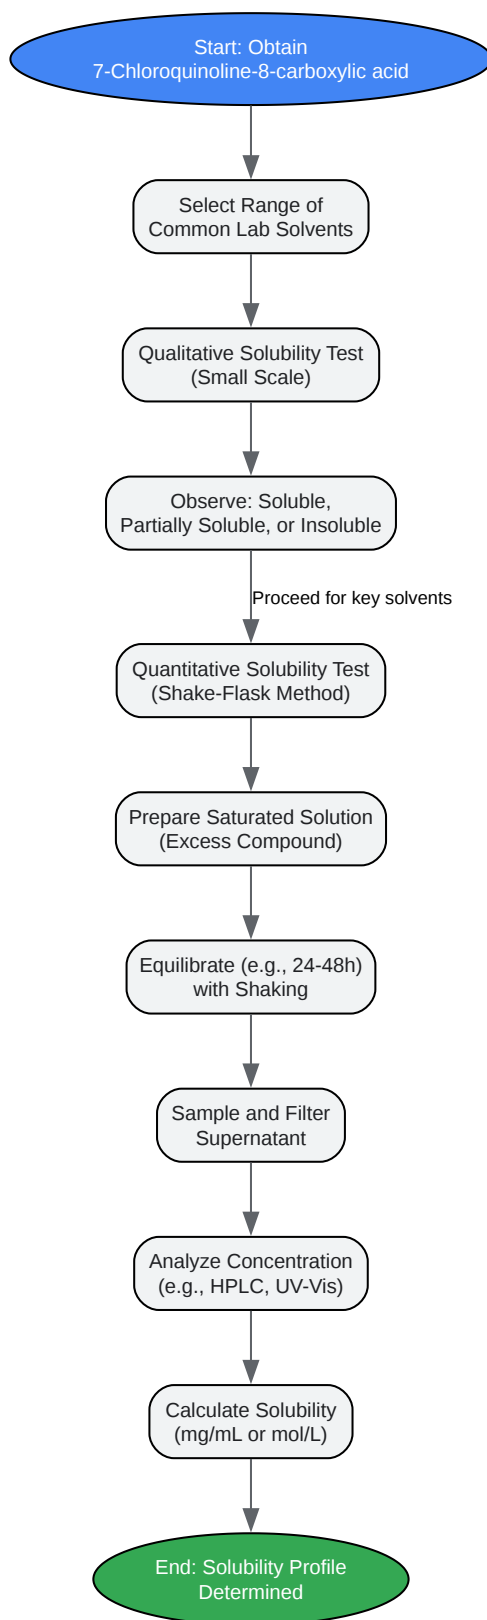 Start: Obtain
7-Chloroquinoline-8-carboxylic acid
Select Range of
Common Lab Solvents
Qualitative Solubility Test
(Small Scale)
Observe: Soluble,
Partially Soluble, or Insoluble
Proceed for key solvents
Quantitative Solubility Test
(Shake-Flask Method)
Prepare Saturated Solution
(Excess Compound)
Equilibrate (e.g., 24-48h)
with Shaking
Sample and Filter
Supernatant
Analyze Concentration
(e.g., HPLC, UV-Vis)
Calculate Solubility
(mg/mL or mol/L)
End: Solubility Profile
Determined